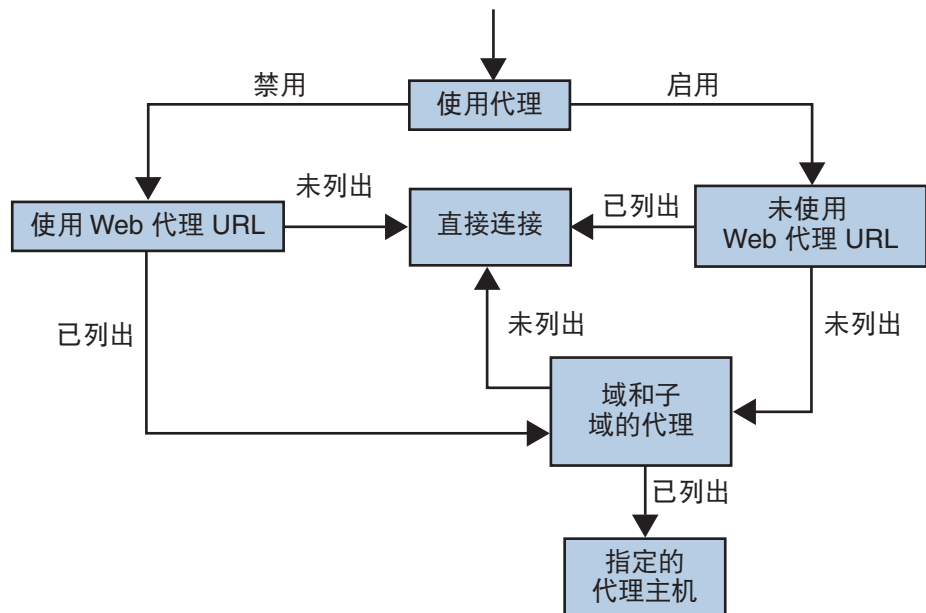 禁用
启用
使用代理
未列出
已列出
使用 Web 代理 URL
直接连接
未使用
Web 代理 URL
已列出
未列出
未列出
域和子
域的代理
已列出
指定的
代理主机